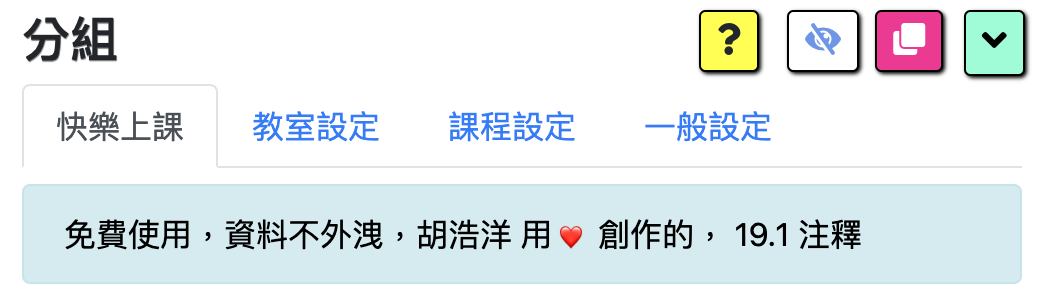 分組
?
快樂上課 教室設定 課程設定 一般設定
免費使用，資料不外洩，胡浩洋 用❤️ 創作的， 19.1 注釋